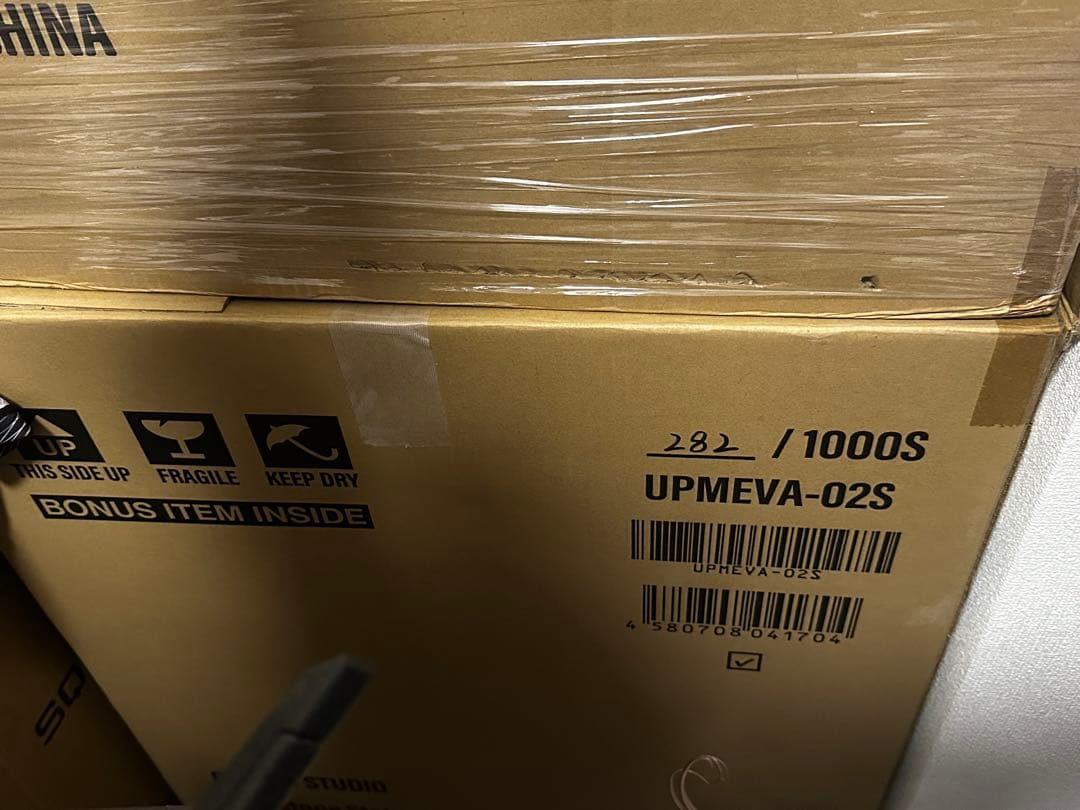 HINA
UP
THIS SIDE UP
FRAGILE
KEEP DRY
BONUS ITEM INSIDE
282 /1000S
UPMEVA-02S
UPMEVA-02S
4 580708 041704
SQ
STUDIO